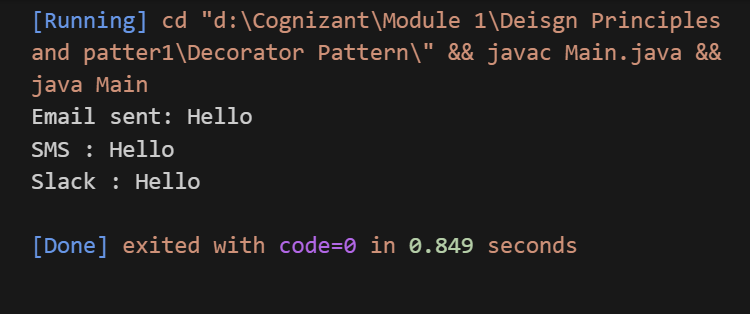 [Running] cd "d:\Cognizant\Module 1\Deisgn Principles
and patter1\Decorator Pattern\" && javac Main.java &&
java Main
Email sent: Hello
SMS : Hello
Slack : Hello
[Done] exited with code=0 in 0.849 seconds